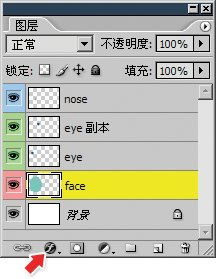 图层
正常 不透明度: 100%
锁定: 填充: 100%
nose
eye 副本
eye
face
背景